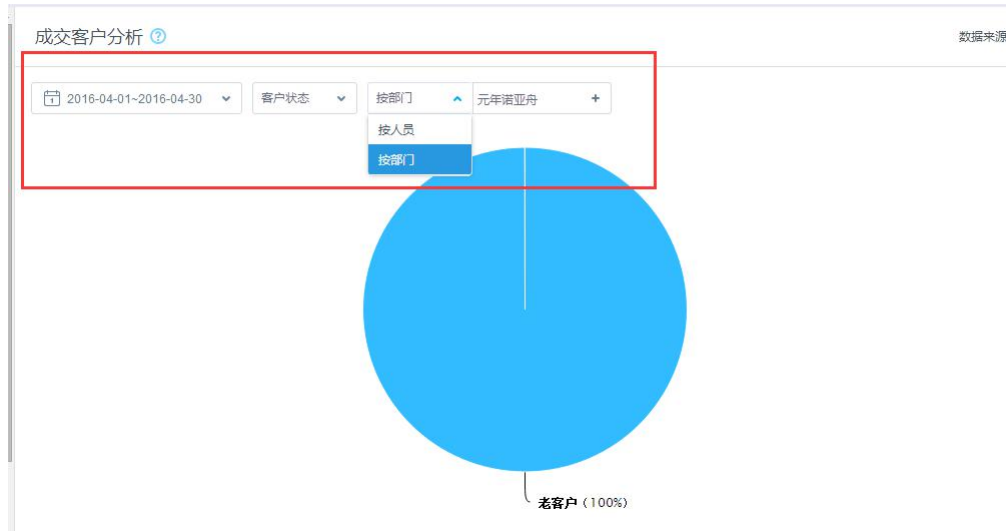 成交客户分析 ?
数据来源
2016-04-01~2016-04-30 客户状态 按部门 元年诺亚舟 +
按人员
按部门
老客户 (100%)